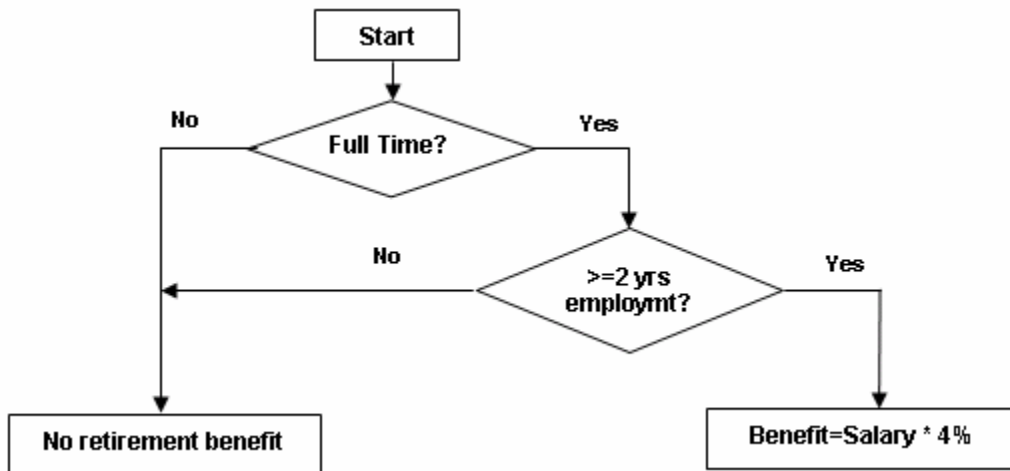 Start
No
Full Time?
Yes
No
>=2 yrs
employmt?
Yes
No retirement benefit
Benefit=Salary * 4%